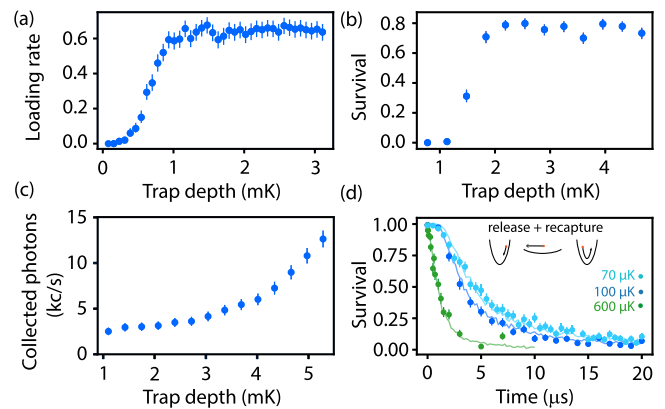 (a)
Loading rate
0.6
0.4
0.2
0.0
0
1
2
3
Trap depth (mK)
(b)
Survival
0.8
0.6
0.4
0.2
0.0
1
2
3
4
Trap depth (mK)
(c)
Collected photons
(kc/s)
15
10
5
0
1
2
3
4
5
Trap depth (mK)
(d)
Survival
1.00
0.75
0.50
0.25
0.00
release + recapture
70 μK
100 μK
600 μK
0
5
10
15
20
Time (μs)